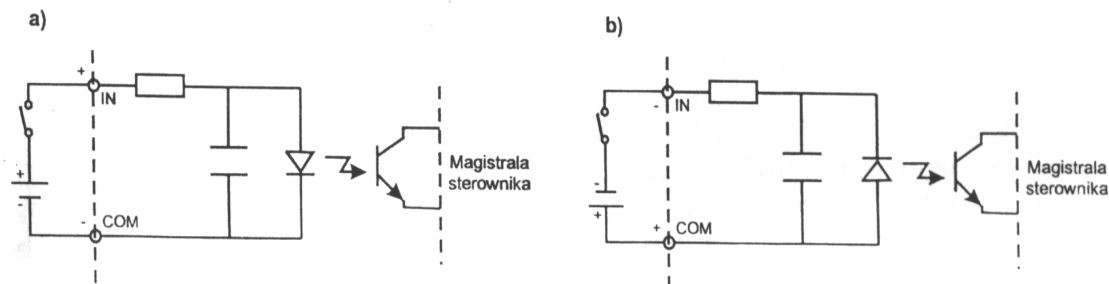 a)
+
IN
+
-
-
COM
Magistrala
sterownika
b)
-
IN
-
+
+
COM
Magistrala
sterownika